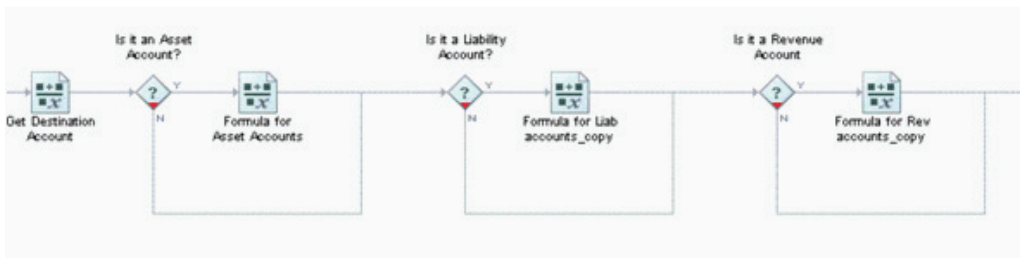 Is it an Asset
Account?
Y
N
Get Destination
Account
Formula for
Asset Accounts
Is it a Liability
Account?
Y
N
Formula for Liab
accounts_copy
Is it a Revenue
Account
Y
N
Formula for Rev
accounts_copy